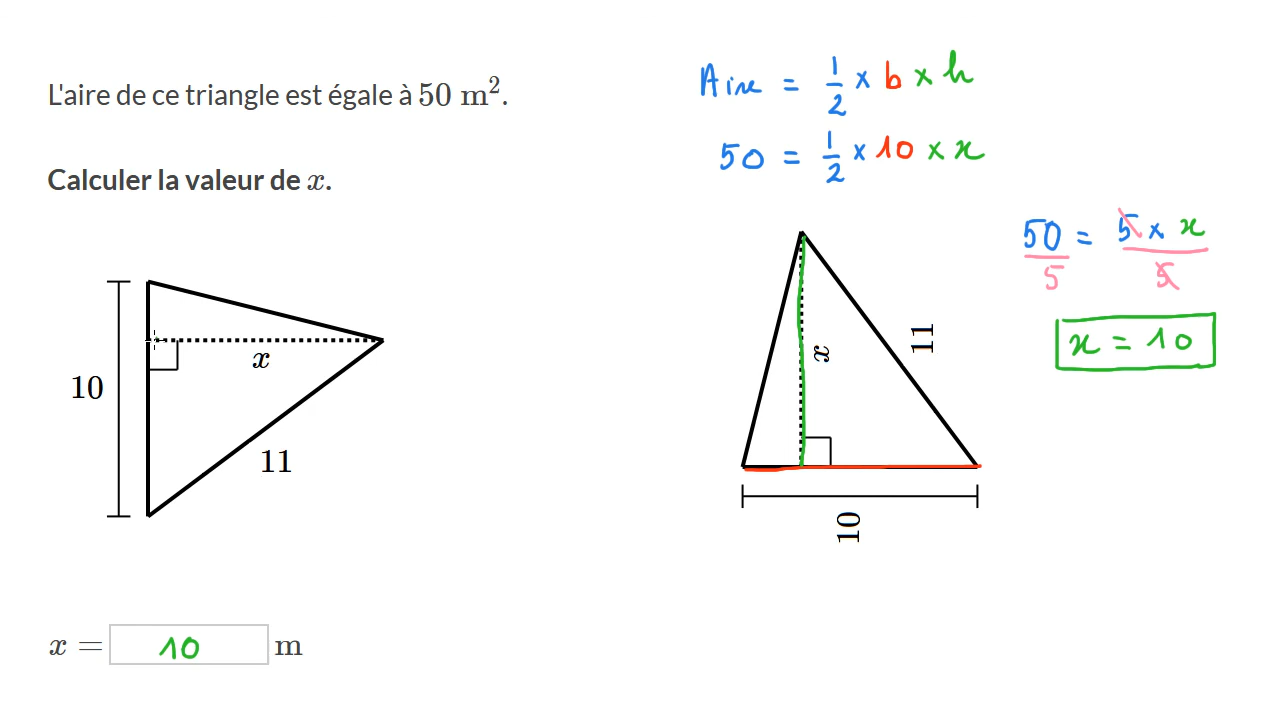 L'aire de ce triangle est égale à 50 m².
Calculer la valeur de x.
10
x
11
x = 10 m
Aire = 1/2 × b × h
50 = 1/2 × 10 × x
x
11
10
50/5 = 5 × x/5
x = 10